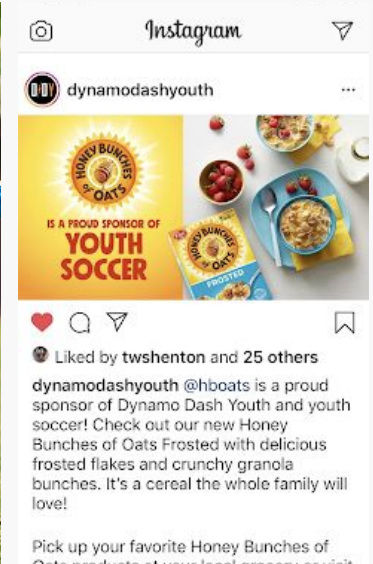 Instagram
D/DY
dynamodashyouth
HONEY BUNCHES
of OATS
IS A PROUD SPONSOR OF
YOUTH
SOCCER
HONEY BUNCHES
of OATS
FROSTED
Liked by twshenton and 25 others
dynamodashyouth @hboats is a proud
sponsor of Dynamo Dash Youth and youth
soccer! Check out our new Honey
Bunches of Oats Frosted with delicious
frosted flakes and crunchy granola
bunches. It's a cereal the whole family will
love!
Pick up your favorite Honey Bunches of
Oats products at your local grocery or visit